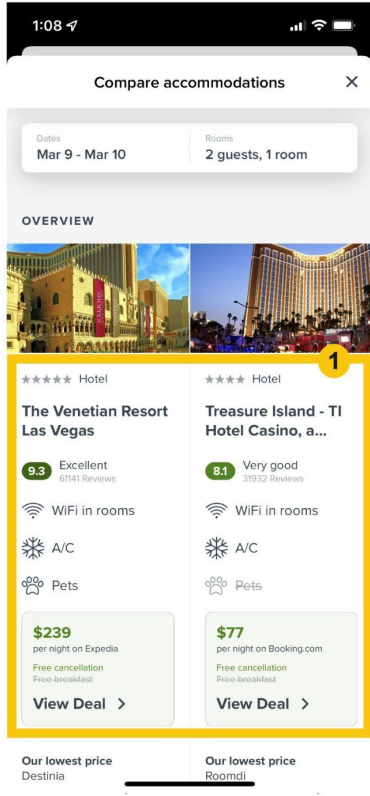 1:08
Compare accommodations
Dates
Mar 9 - Mar 10
Rooms
2 guests, 1 room
OVERVIEW
1
Hotel
The Venetian Resort
Las Vegas
9.3 Excellent
61141 Reviews
WiFi in rooms
A/C
Pets
$239
per night on Expedia
Free cancellation
Free breakfast
View Deal
Hotel
Treasure Island - TI
Hotel Casino, a...
8.1 Very good
31932 Reviews
WiFi in rooms
A/C
Pets
$77
per night on Booking.com
Free cancellation
Free breakfast
View Deal
Our lowest price
Destinia
Our lowest price
Roomdi